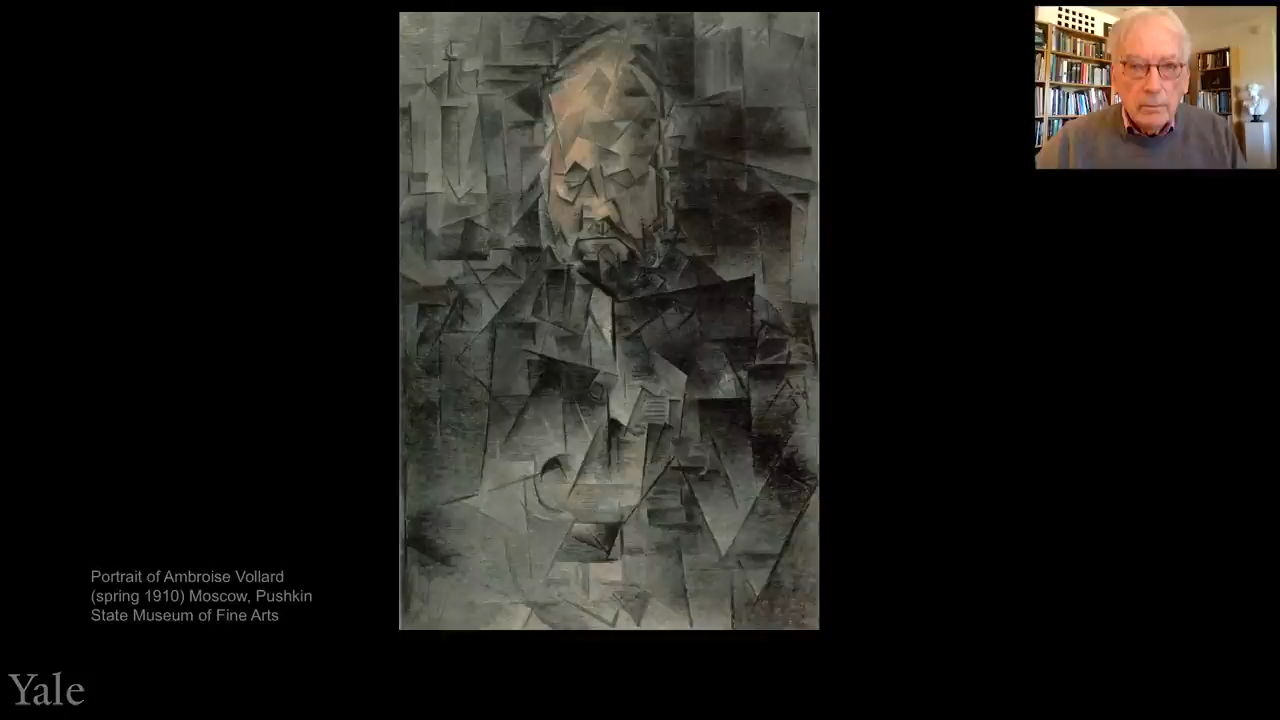 Portrait of Ambroise Vollard
(spring 1910) Moscow, Pushkin
State Museum of Fine Arts
Yale